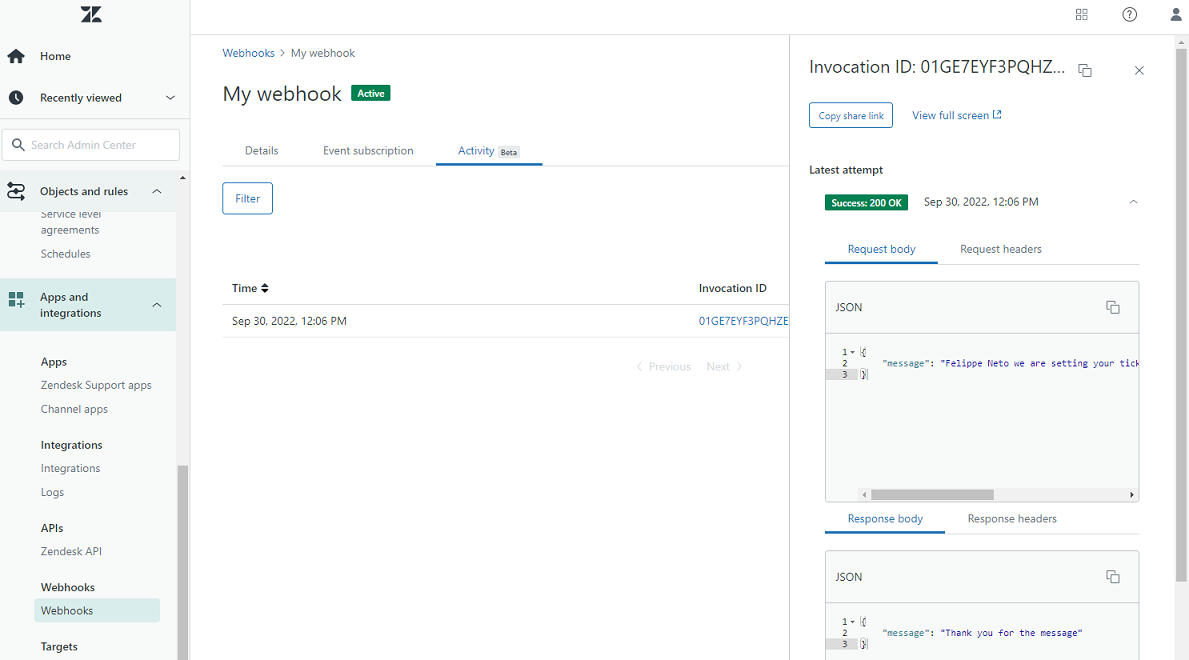 Home
Recently viewed
Search Admin Center
Objects and rules
Service level
agreements
Schedules
Apps and
integrations
Apps
Zendesk Support apps
Channel apps
Integrations
Integrations
Logs
APIs
Zendesk API
Webhooks
Webhooks
Targets
Webhooks > My webhook
My webhook Active
Details Event subscription Activity Beta
Filter
Time Invocation ID
Sep 30, 2022, 12:06 PM 01GE7EYF3PQHZE
< Previous Next >
Invocation ID: 01GE7EYF3PQHZ...
Copy share link View full screen
Latest attempt
Success: 200 OK Sep 30, 2022, 12:06 PM
Request body Request headers
JSON
1 {
2 "message": "Felippe Neto we are setting your tick
3 }
Response body Response headers
JSON
1 {
2 "message": "Thank you for the message"
3 }